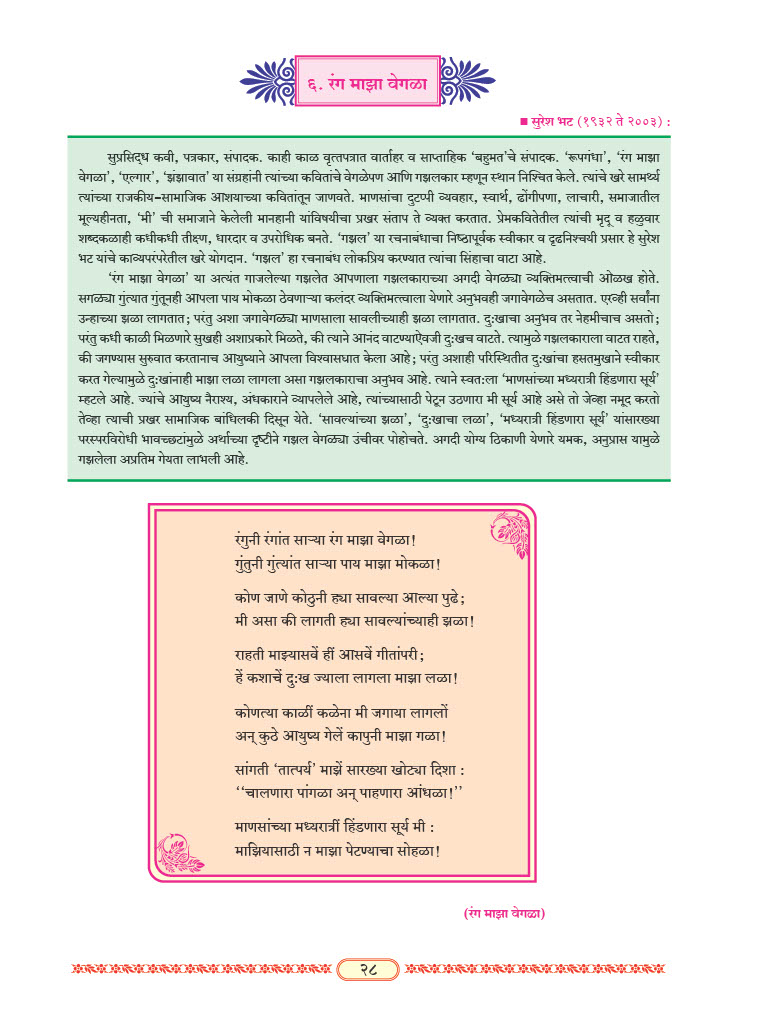 ६. रंग माझा वेगळा
■ सुरेश भट (१९३२ ते २००३) :
सुप्रसिद्ध कवी, पत्रकार, संपादक. काही काळ वृत्तपत्रात वार्ताहर व साप्ताहिक ‘बहुमत’चे संपादक. ‘रूपगंधा’, ‘रंग माझा
वेगळा’, ‘एल्गार’, ‘झंझावात’ या संग्रहांनी त्यांच्या कवितांचे वेगळेपण आणि गझलकार म्हणून स्थान निश्चित केले. त्यांचे खरे सामर्थ्य
त्यांच्या राजकीय-सामाजिक आशयाच्या कवितांतून जाणवते. माणसांचा दुटप्पी व्यवहार, स्वार्थ, ढोंगीपणा, लाचारी, समाजातील
मूल्यहीनता, ‘मी’ ची समाजाने केलेली मानहानी यांविषयीचा प्रखर संताप ते व्यक्त करतात. प्रेमकवितेतील त्यांची मृदू व हळुवार
शब्दकळाही कधीकधी तीक्षण, धारदार व उपरोधिक बनते. ‘गझल’ या रचनाबंधाचा निष्ठापूर्वक स्वीकार व दृढनिश्चयी प्रसार हे सुरेश
भट यांचे काव्यपरंपरेतील खरे योगदान. ‘गझल’ हा रचनाबंध लोकप्रिय करण्यात त्यांचा सिंहाचा वाटा आहे.
‘रंग माझा वेगळा’ या अत्यंत गाजलेल्या गझलेत आपणाला गझलकाराच्या अगदी वेगळ्या व्यक्तिमत्वाची ओळख होते.
सगळ्या गुंत्यात गुंतूनही आपला पाय मोकळा ठेवणाऱ्या कलंदर व्यक्तिमत्वाला येणारे अनुभवही जगावेगळेच असतात. एरव्ही सर्वांना
उन्हाच्या झळा लागतात; परंतु अशा जगावेगळ्या माणसाला सावलीच्याही झळा लागतात. दुःखाचा अनुभव तर नेहमीचाच असतो;
परंतु कधी काळी मिळणारे सुखही अशाप्रकारे मिळते, की त्याने आनंद वाटण्याऐवजी दुःखच वाटते. त्यामुळे गझलकाराला वाटत राहते,
की जगण्यास सुरुवात करतानाच आयुष्याने आपला विश्वासघात केला आहे; परंतु अशाही परिस्थितीत दुःखांचा हसतमुखाने स्वीकार
करत गेल्यामुळे दुःखांनाही माझा लळा लागला असा गझलकाराचा अनुभव आहे. त्याने स्वतःला ‘माणसांच्या मध्यरात्री हिंडणारा सूर्य’
म्हटले आहे. ज्यांचे आयुष्य नैराश्य, अंधकाराने व्यापलेले आहे, त्यांच्यासाठी पेटून उठणारा मी सूर्य आहे असे तो जेव्हा नमूद करतो
तेव्हा त्याची प्रखर सामाजिक बांधिलकी दिसून येते. ‘सावल्यांच्या झळा’, ‘दुःखाचा लळा’, ‘मध्यरात्री हिंडणारा सूर्य’ यांसारख्या
परस्परविरोधी भावच्छटांमुळे अर्थाच्या दृष्टीने गझल वेगळ्या उंचीवर पोहोचते. अगदी योग्य ठिकाणी येणारे यमक, अनुप्रास यामुळे
गझलेला अप्रतिम गेयता लाभली आहे.
रंगुनी रंगांत साऱ्या रंग माझा वेगळा!
गुंतुनी गुंत्यांत साऱ्या पाय माझा मोकळा!
कोण जाणे कोठुनी ह्या सावल्या आल्या पुढे;
मी असा की लागती ह्या सावल्यांच्याही झळा!
राहती माझ्यासवें हीं आसवें गीतांपरी;
हें कशाचें दुःख ज्याला लागला माझा लळा!
कोणत्या काळीं कळेना मी जगाया लागलों
अन् कुठे आयुष्य गेलें कापुनी माझा गळा!
सांगती ‘तात्पर्य’ माझें सारख्या खोट्या दिशा :
‘‘चालणारा पांगळा अन् पाहणारा आंधळा!’’
माणसांच्या मध्यरात्रीं हिंडणारा सूर्य मी :
माझियासाठी न माझा पेटण्याचा सोहळा!
(रंग माझा वेगळा)
२८